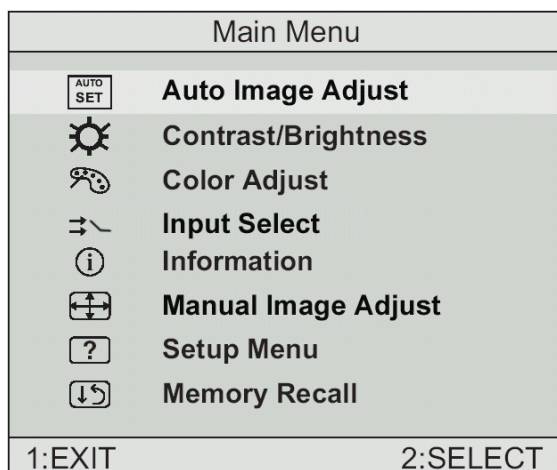 Main Menu
AUTO
SET
Auto Image Adjust
Contrast/Brightness
Color Adjust
Input Select
i Information
Manual Image Adjust
? Setup Menu
Memory Recall
1:EXIT 2:SELECT